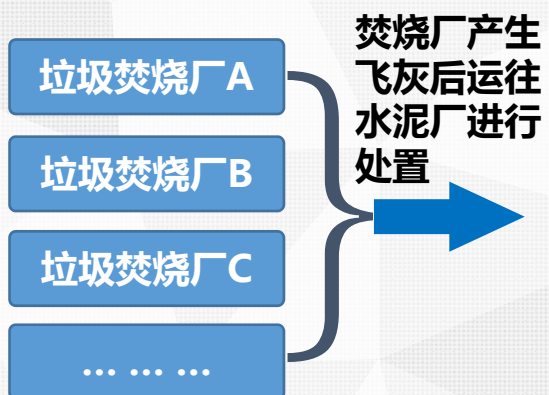 焚烧厂产生
飞灰后运往
水泥厂进行
处置
垃圾焚烧厂A
垃圾焚烧厂B
垃圾焚烧厂C
... ... ...